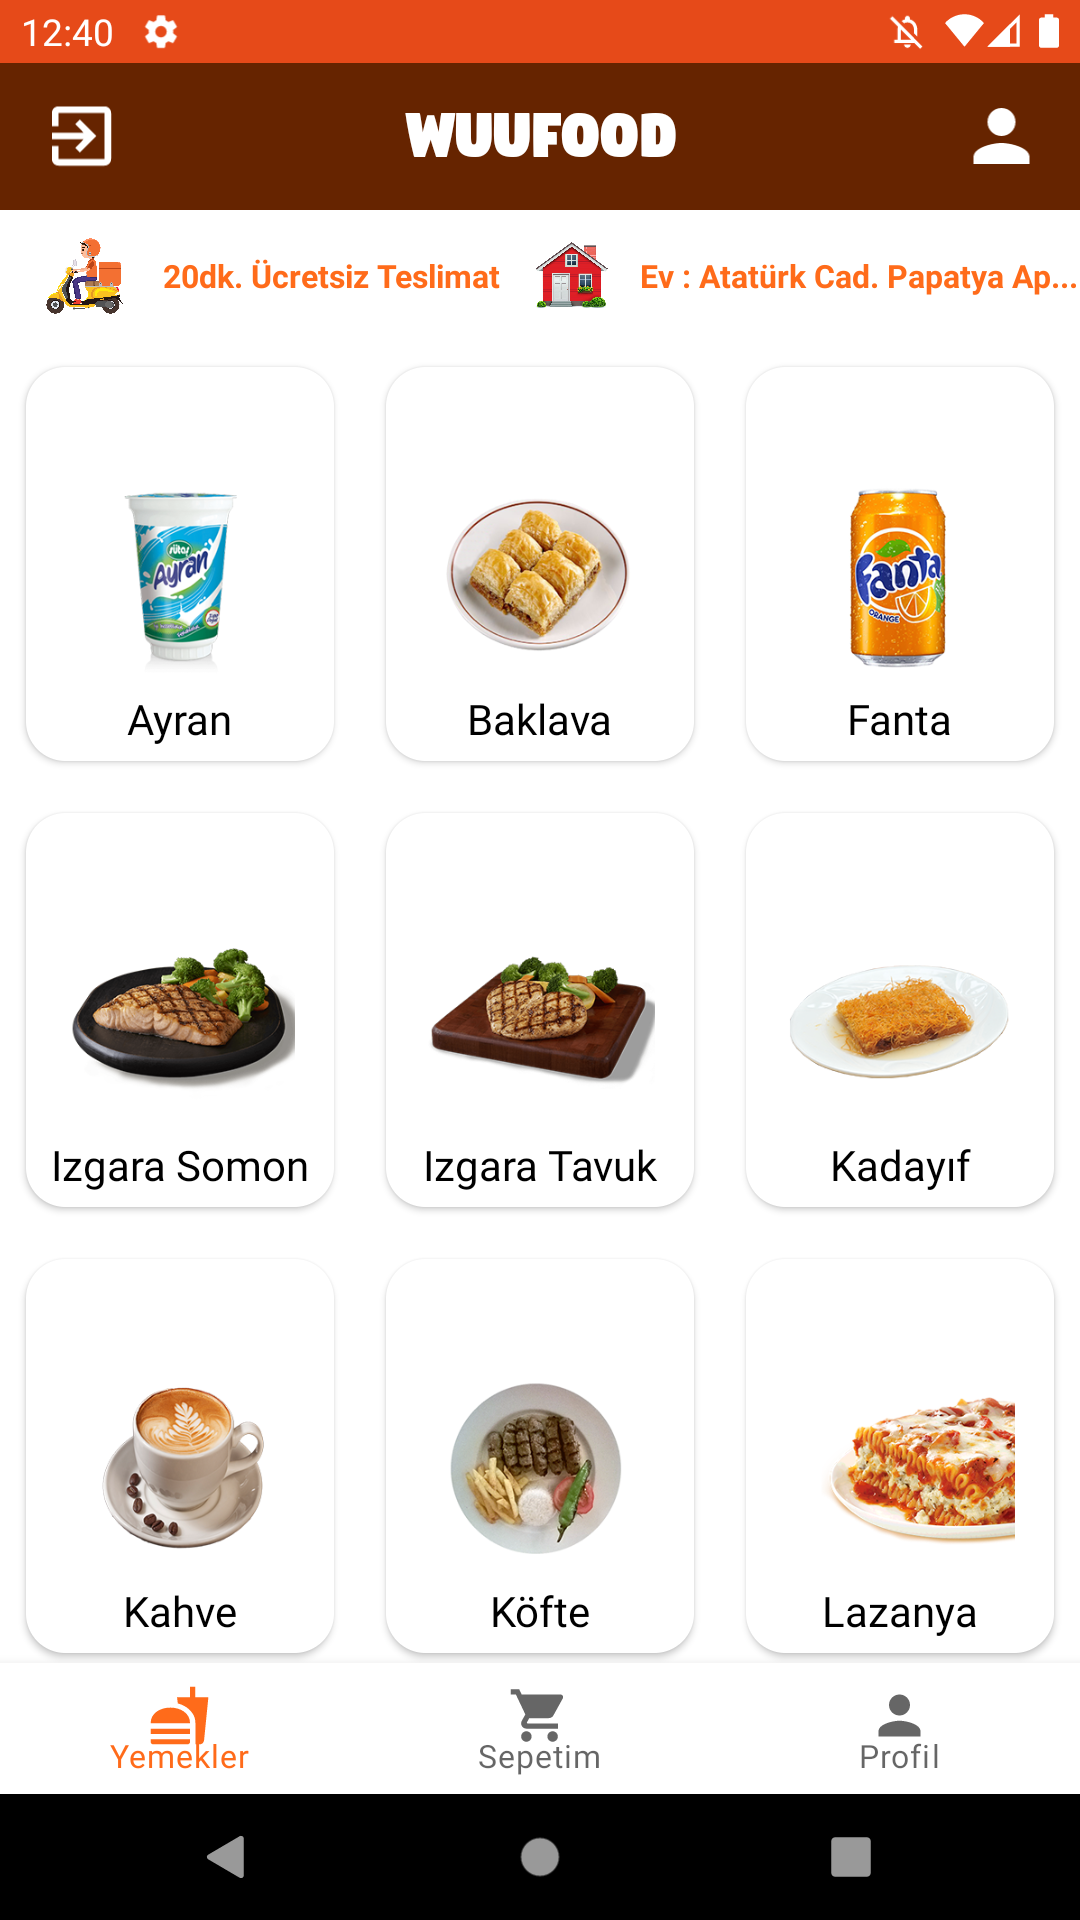 12:40
WUUFOOD
20dk. Ücretsiz Teslimat
Ev : Atatürk Cad. Papatya Ap...
sütaş
Ayran
Fanta
ORANGE
Ayran
Baklava
Fanta
Izgara Somon
Izgara Tavuk
Kadayıf
Kahve
Köfte
Lazanya
Yemekler
Sepetim
Profil